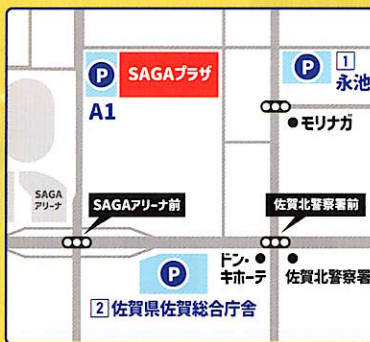 P SAGAプラザ
A1
P 1
永池
モリナガ
SAGA
アリーナ
SAGAアリーナ前
佐賀北警察署前
P
ドン・
キホーテ
佐賀北警察署
2 佐賀県佐賀総合庁舎